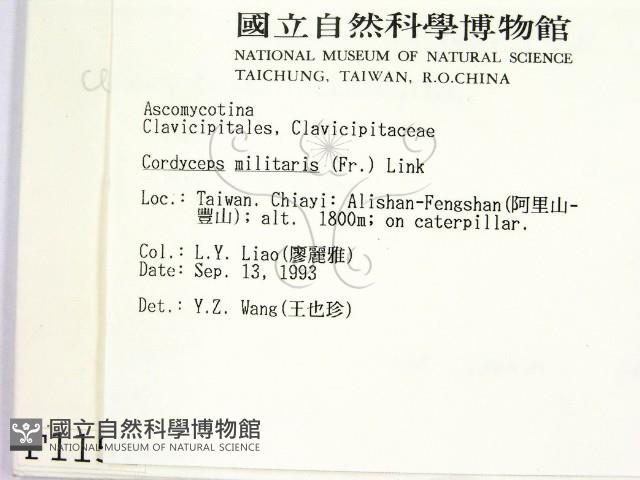 國立自然科學博物館
NATIONAL MUSEUM OF NATURAL SCIENCE
TAICHUNG, TAIWAN, R.O.CHINA
Ascomycotina
Clavicipitales, Clavicipitaceae
Cordyceps militaris (Fr.) Link
Loc.: Taiwan. Chiayi: Alishan-Fengshan(阿里山-
豐山); alt. 1800m; on caterpillar.
Col.: L.Y. Liao(廖麗雅)
Date: Sep. 13, 1993
Det.: Y.Z. Wang(王也珍)
國立自然科學博物館
NATIONAL MUSEUM OF NATURAL SCIENCE